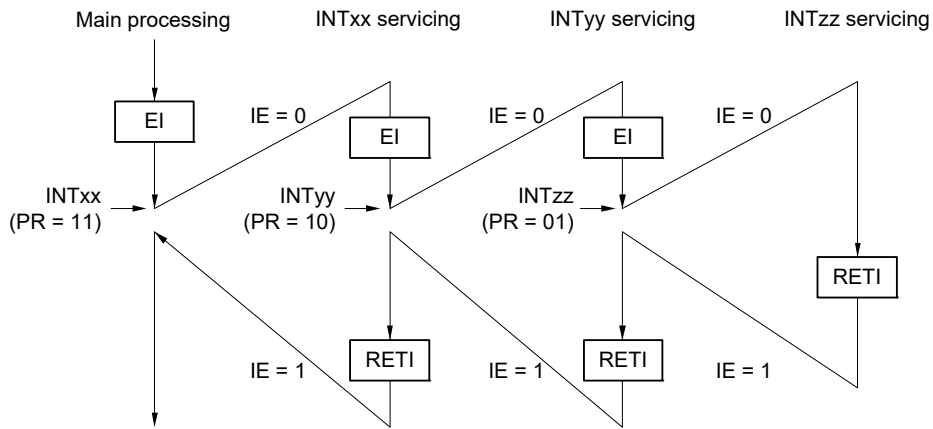 Main processing
INTxx servicing
INTyy servicing
INTzz servicing
EI
IE = 0
EI
IE = 0
EI
IE = 0
INTxx
(PR = 11)
INTyy
(PR = 10)
INTzz
(PR = 01)
RETI
IE = 1
RETI
IE = 1
RETI
IE = 1